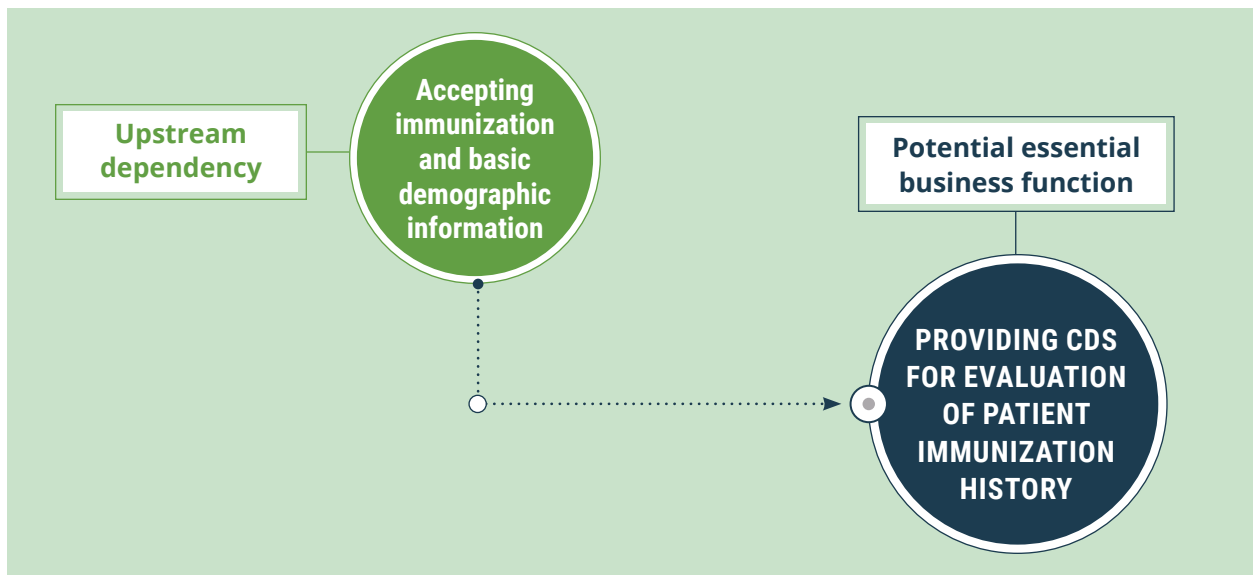 Upstream
dependency
Accepting
immunization
and basic
demographic
information
Potential essential
business function
PROVIDING CDS
FOR EVALUATION
OF PATIENT
IMMUNIZATION
HISTORY